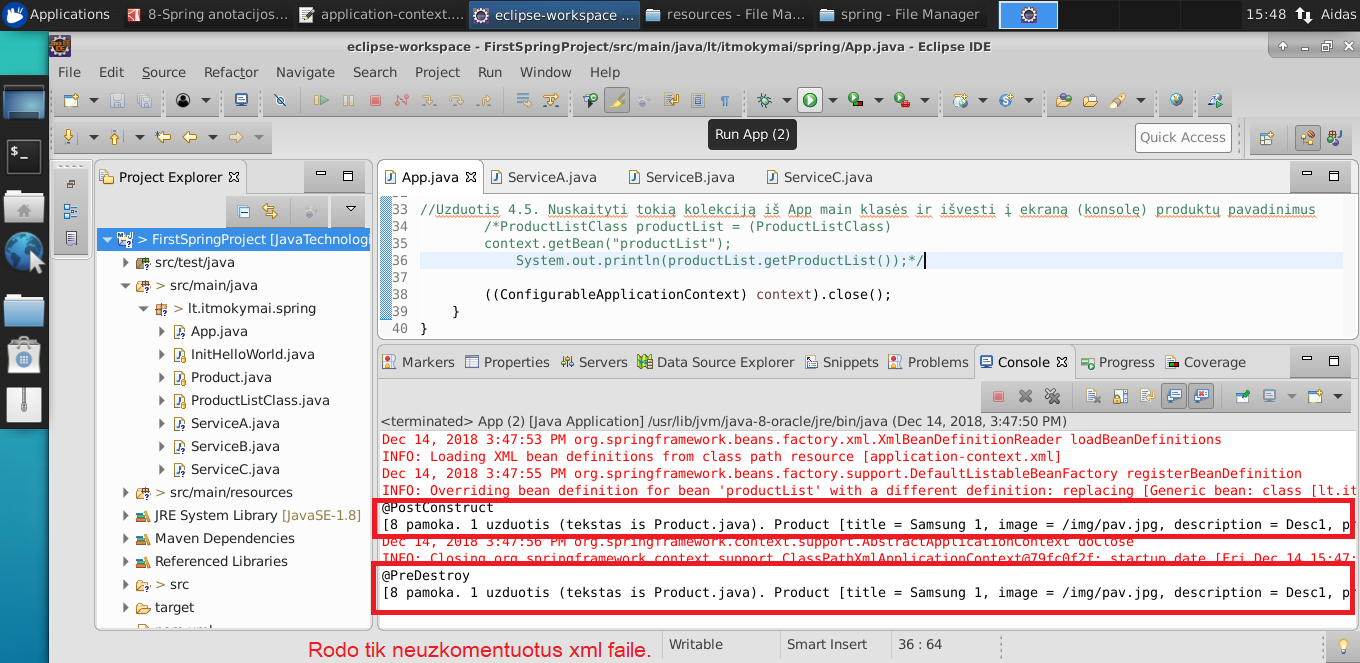 Applications
8-Spring anotacijos...
application-context....
eclipse-workspace ...
resources - File Ma...
spring - File Manager
15:48
Aidas
eclipse-workspace - FirstSpringProject/src/main/java/lt/itmokymai/spring/App.java - Eclipse IDE
File Edit Source Refactor Navigate Search Project Run Window Help
Run App (2)
Quick Access
Project Explorer
> FirstSpringProject [JavaTechnologi
src/test/java
> src/main/java
> lt.itmokymai.spring
App.java
InitHelloWorld.java
Product.java
ProductListClass.java
ServiceA.java
ServiceB.java
ServiceC.java
> src/main/resources
JRE System Library [JavaSE-1.8]
Maven Dependencies
Referenced Libraries
> src
target
App.java ServiceA.java ServiceB.java ServiceC.java
33 //Uzduotis 4.5. Nuskaityti tokią kolekciją iš App main klasės ir išvesti į ekraną (konsolę) produktų pavadinimus
34 /*ProductListClass productList = (ProductListClass)
35 context.getBean("productList");
36 System.out.println(productList.getProductList());*/
37
38 ((ConfigurableApplicationContext) context).close();
39 }
40 }
Markers Properties Servers Data Source Explorer Snippets Problems Console Progress Coverage
<terminated> App (2) [Java Application] /usr/lib/jvm/java-8-oracle/jre/bin/java (Dec 14, 2018, 3:47:50 PM)
Dec 14, 2018 3:47:53 PM org.springframework.beans.factory.xml.XmlBeanDefinitionReader loadBeanDefinitions
INFO: Loading XML bean definitions from class path resource [application-context.xml]
Dec 14, 2018 3:47:55 PM org.springframework.beans.factory.support.DefaultListableBeanFactory registerBeanDefinition
INFO: Overriding bean definition for bean 'productList' with a different definition: replacing [Generic bean: class [lt.it
@PostConstruct
[8 pamoka. 1 uzduotis (tekstas is Product.java). Product [title = Samsung 1, image = /img/pav.jpg, description = Desc1, p
Dec 14, 2018 3:47:56 PM org.springframework.context.support.AbstractApplicationContext doClose
INFO: Closing org.springframework.context.support.ClassPathXmlApplicationContext@79fc0f2f: startup date [Fri Dec 14 15:47:
@PreDestroy
[8 pamoka. 1 uzduotis (tekstas is Product.java). Product [title = Samsung 1, image = /img/pav.jpg, description = Desc1, p
Rodo tik neuzkomentuotus xml faile.
Writable
Smart Insert
36 : 64